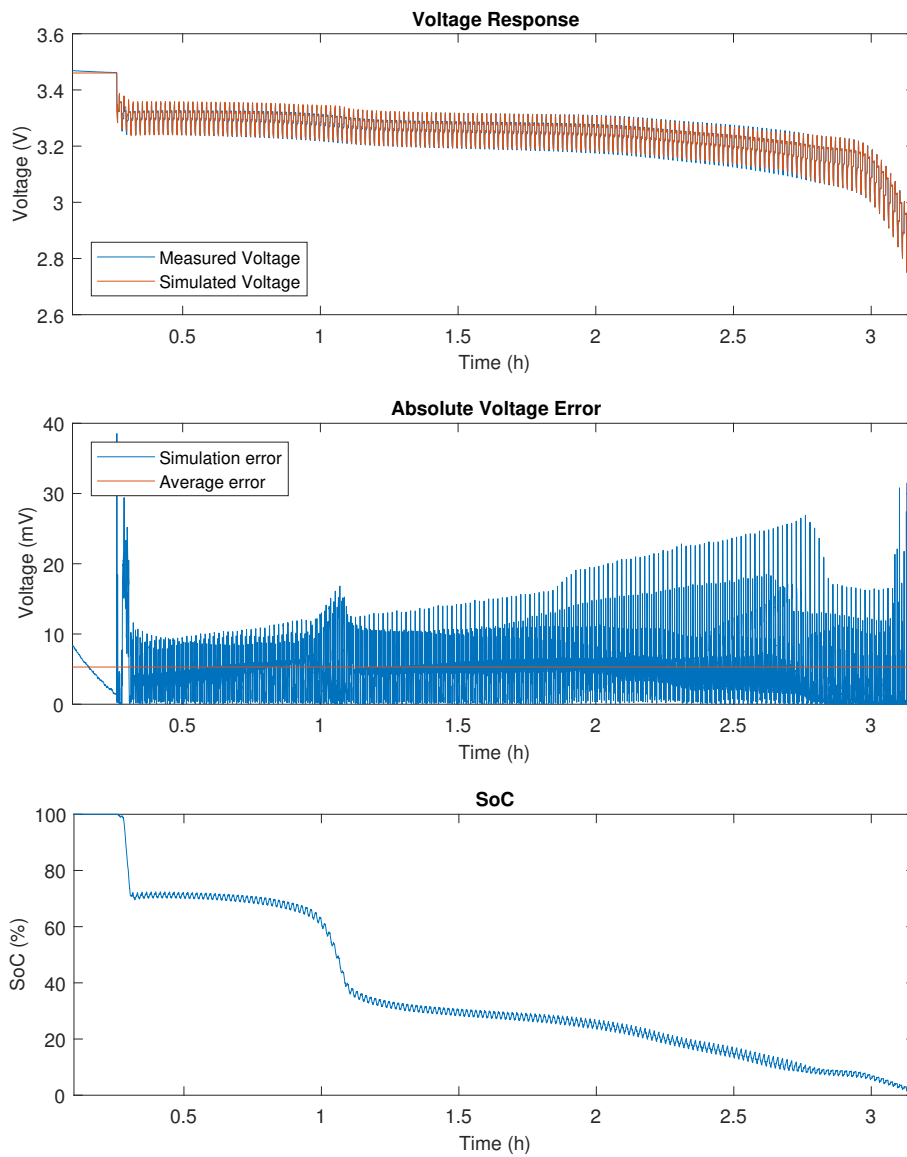 Voltage Response
3.6
3.4
3.2
3
2.8
2.6
Voltage (V)
Measured Voltage
Simulated Voltage
0.5 1 1.5 2 2.5 3
Time (h)
Absolute Voltage Error
40
30
20
10
0
Voltage (mV)
Simulation error
Average error
0.5 1 1.5 2 2.5 3
Time (h)
SoC
100
80
60
40
20
0
SoC (%)
0.5 1 1.5 2 2.5 3
Time (h)